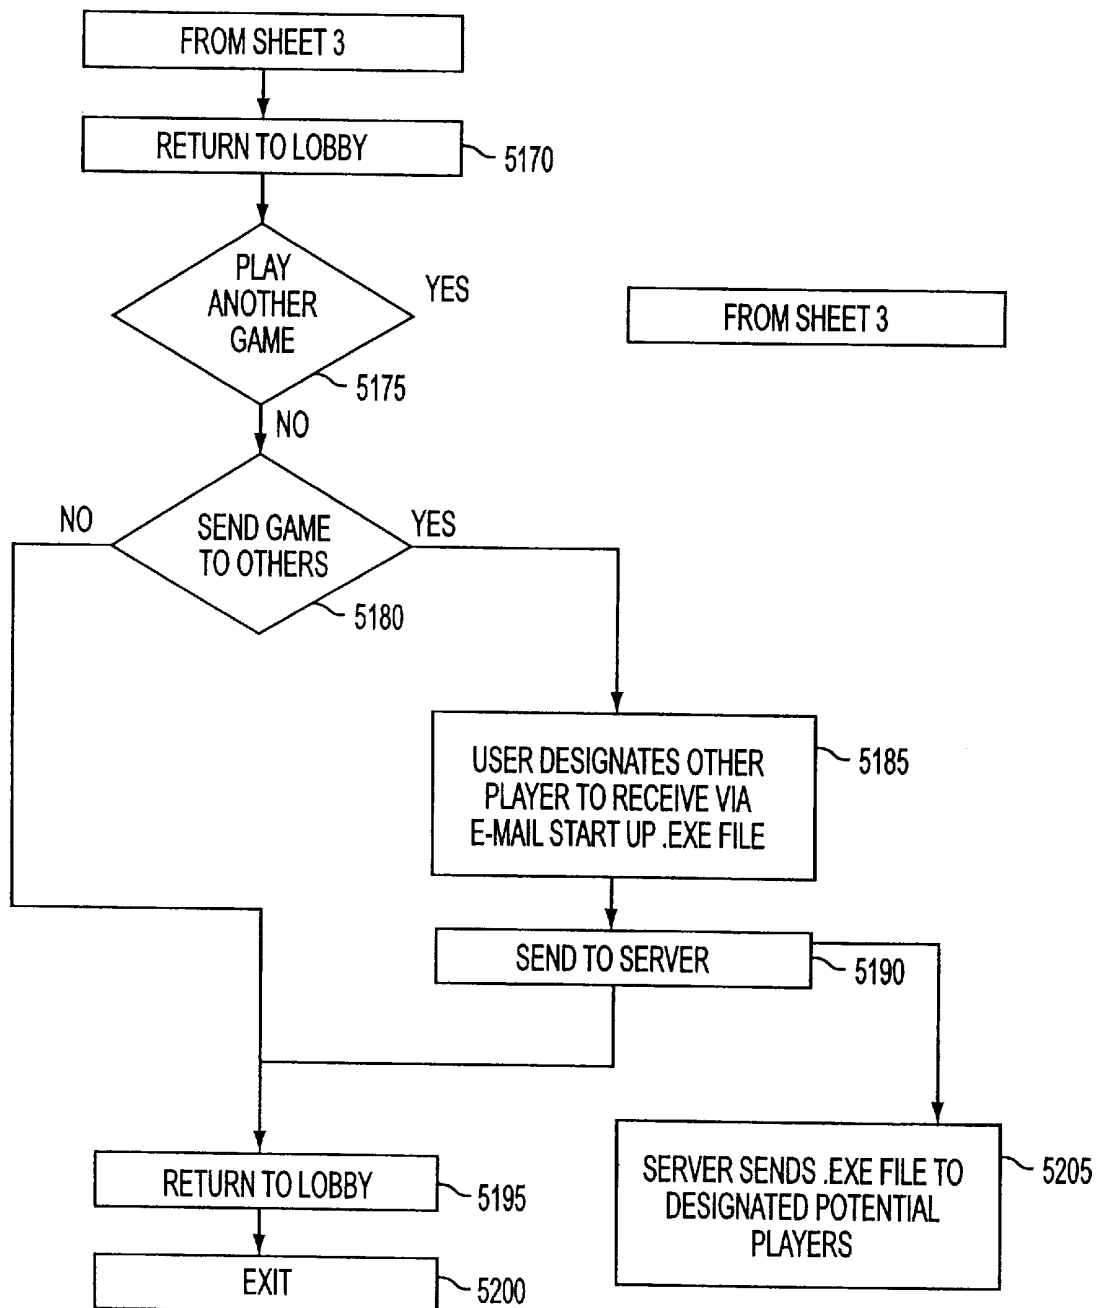 FROM SHEET 3
RETURN TO LOBBY
5170
PLAY
ANOTHER
GAME
YES
5175
FROM SHEET 3
NO
SEND GAME
TO OTHERS
NO
YES
5180
USER DESIGNATES OTHER
PLAYER TO RECEIVE VIA
E-MAIL START UP .EXE FILE
5185
SEND TO SERVER
5190
RETURN TO LOBBY
5195
SERVER SENDS .EXE FILE TO
DESIGNATED POTENTIAL
PLAYERS
5205
EXIT
5200